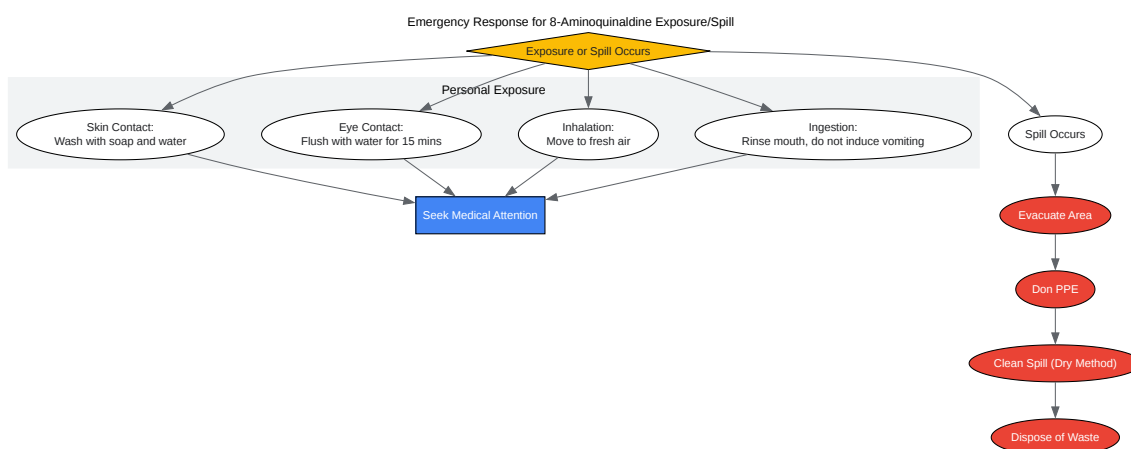 Emergency Response for 8-Aminoquinaldine Exposure/Spill
Exposure or Spill Occurs
Personal Exposure
Skin Contact:
Wash with soap and water
Eye Contact:
Flush with water for 15 mins
Inhalation:
Move to fresh air
Ingestion:
Rinse mouth, do not induce vomiting
Spill Occurs
Seek Medical Attention
Evacuate Area
Don PPE
Clean Spill (Dry Method)
Dispose of Waste